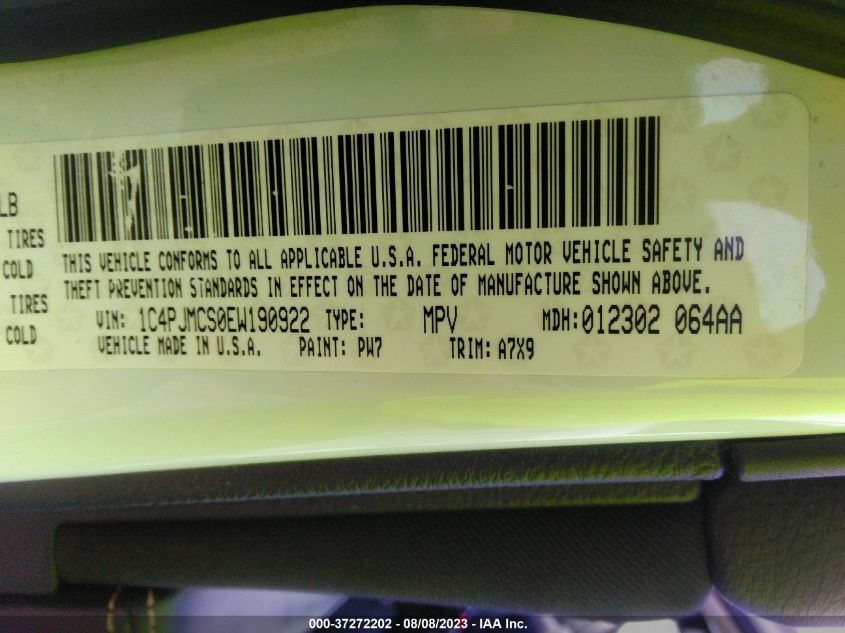 LB
TIRES
COLD
TIRES
COLD
THIS VEHICLE CONFORMS TO ALL APPLICABLE U.S.A. FEDERAL MOTOR VEHICLE SAFETY AND
THEFT PREVENTION STANDARDS IN EFFECT ON THE DATE OF MANUFACTURE SHOWN ABOVE.
VIN: 1C4PJMCS0EW190922 TYPE: MPV MDH:012302 064AA
VEHICLE MADE IN U.S.A. PAINT: PW7 TRIM: A7X9
000-37272202 - 08/08/2023 - IAA Inc.